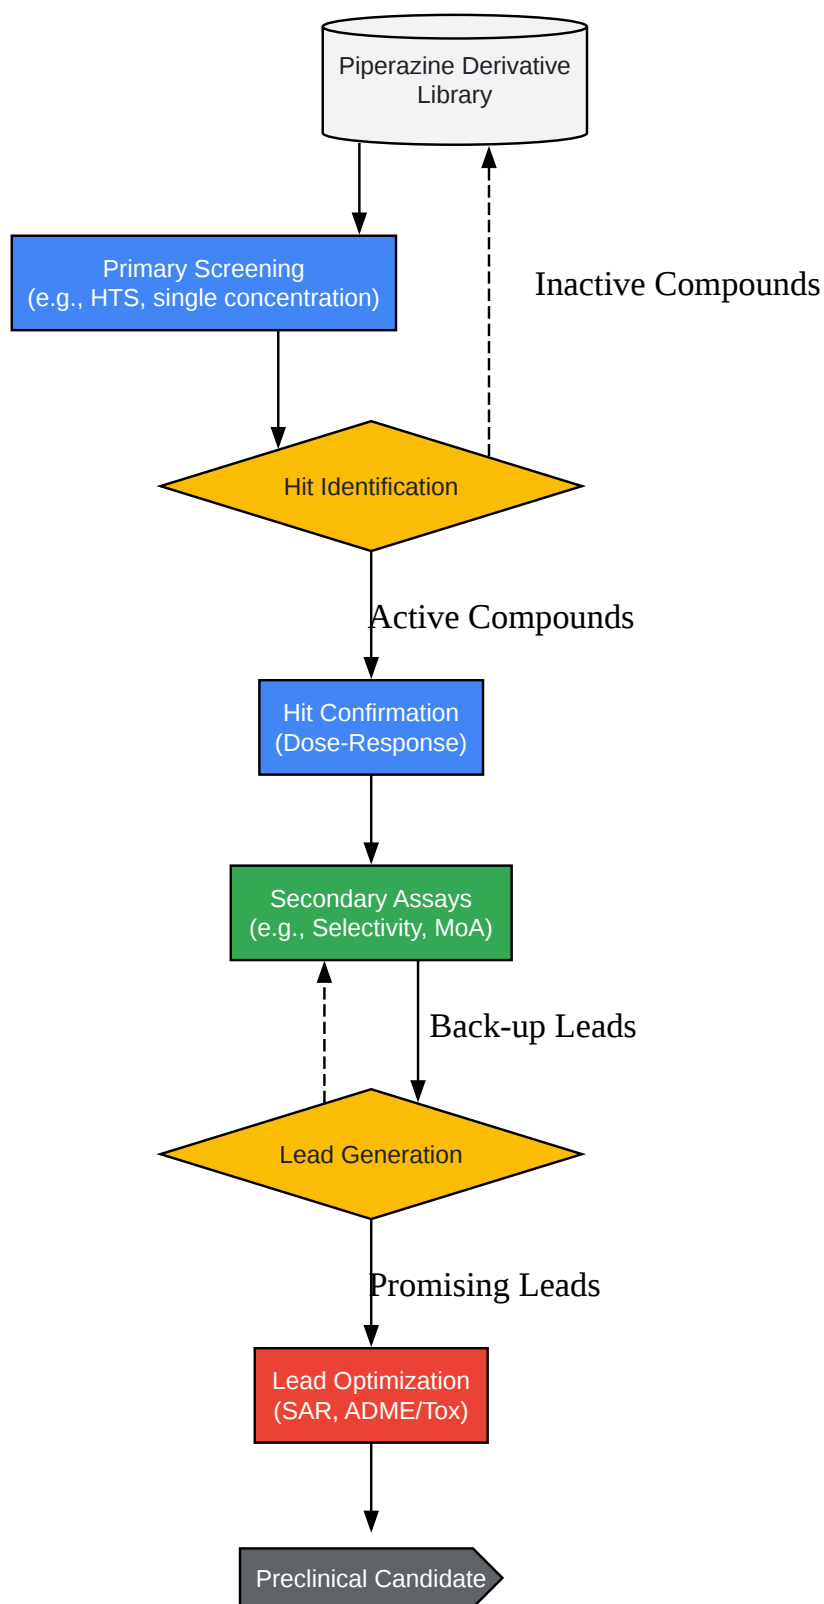 Piperazine Derivative
Library
Primary Screening
(e.g., HTS, single concentration)
Inactive Compounds
Hit Identification
Active Compounds
Hit Confirmation
(Dose-Response)
Secondary Assays
(e.g., Selectivity, MoA)
Back-up Leads
Lead Generation
Promising Leads
Lead Optimization
(SAR, ADME/Tox)
Preclinical Candidate